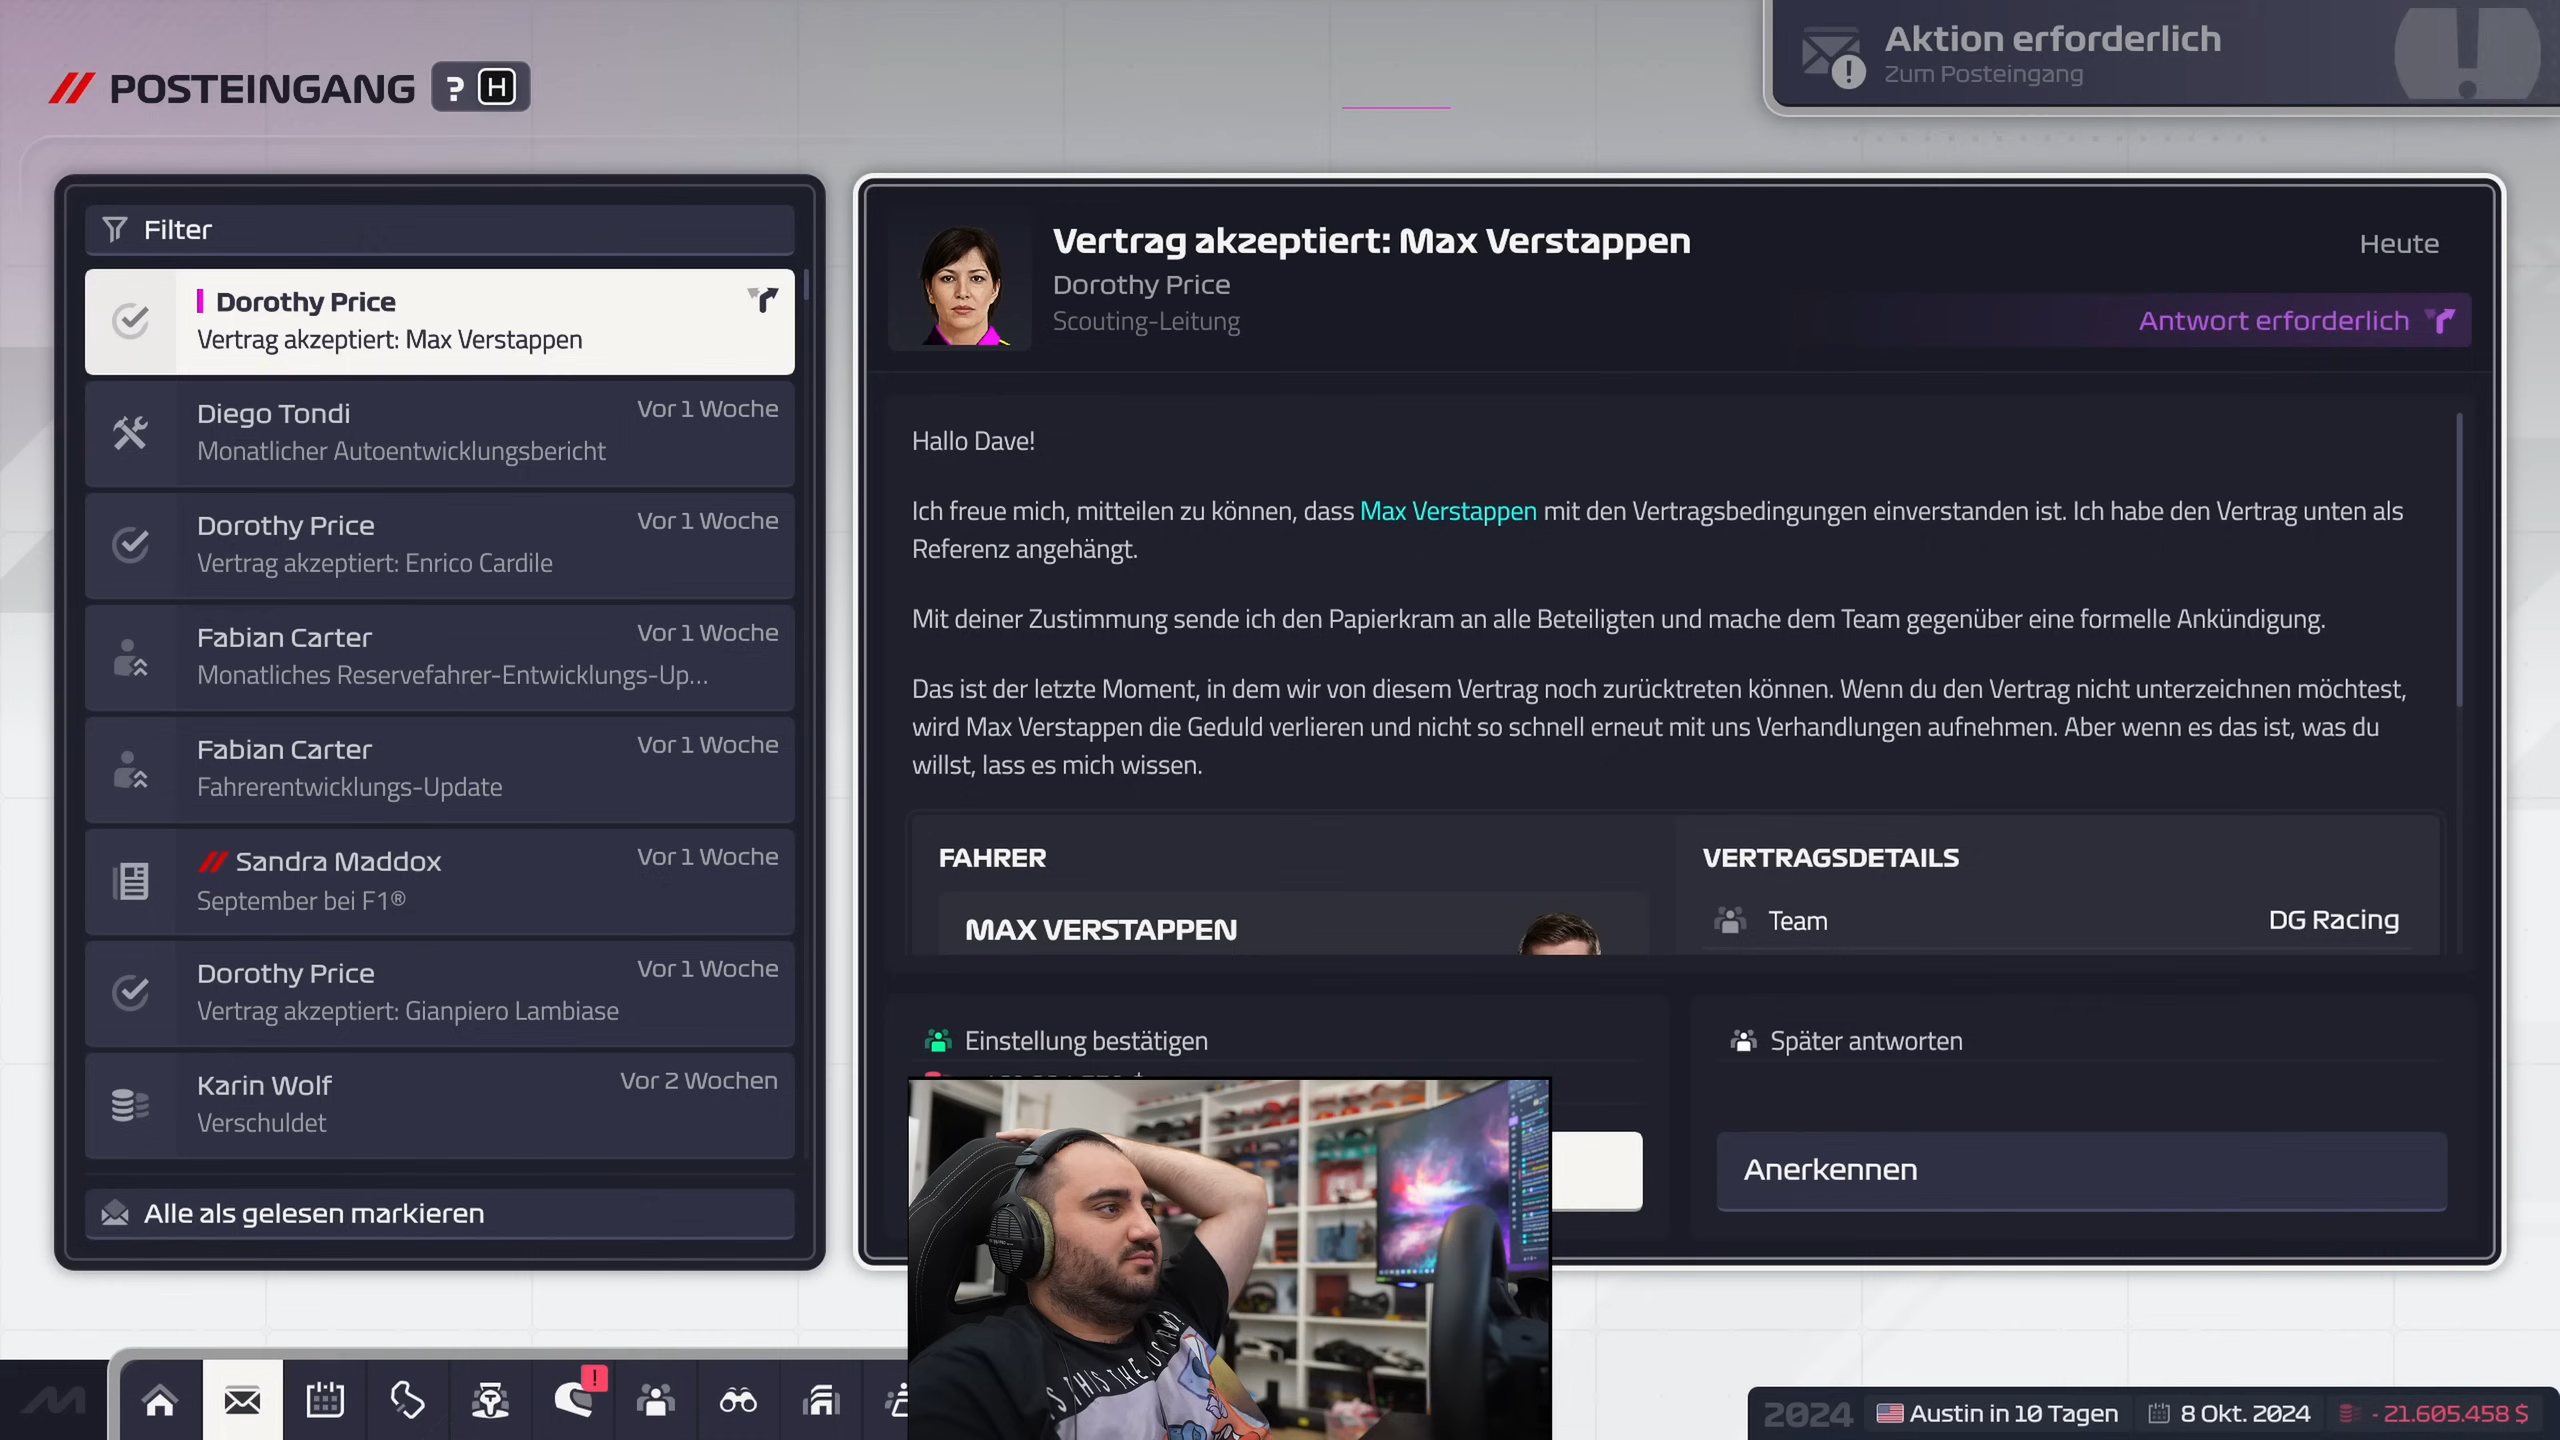 POSTEINGANG ? H
Aktion erforderlich
Zum Posteingang
Filter
Dorothy Price
Vertrag akzeptiert: Max Verstappen
Diego Tondi Vor 1 Woche
Monatlicher Autoentwicklungsbericht
Dorothy Price Vor 1 Woche
Vertrag akzeptiert: Enrico Cardile
Fabian Carter Vor 1 Woche
Monatliches Reservefahrer-Entwicklungs-Up...
Fabian Carter Vor 1 Woche
Fahrerentwicklungs-Update
Sandra Maddox Vor 1 Woche
September bei F1®
Dorothy Price Vor 1 Woche
Vertrag akzeptiert: Gianpiero Lambiase
Karin Wolf Vor 2 Wochen
Verschuldet
Alle als gelesen markieren
Vertrag akzeptiert: Max Verstappen Heute
Dorothy Price
Scouting-Leitung
Antwort erforderlich
Hallo Dave!
Ich freue mich, mitteilen zu können, dass Max Verstappen mit den Vertragsbedingungen einverstanden ist. Ich habe den Vertrag unten als
Referenz angehängt.
Mit deiner Zustimmung sende ich den Papierkram an alle Beteiligten und mache dem Team gegenüber eine formelle Ankündigung.
Das ist der letzte Moment, in dem wir von diesem Vertrag noch zurücktreten können. Wenn du den Vertrag nicht unterzeichnen möchtest,
wird Max Verstappen die Geduld verlieren und nicht so schnell erneut mit uns Verhandlungen aufnehmen. Aber wenn es das ist, was du
willst, lass es mich wissen.
FAHRER
MAX VERSTAPPEN
VERTRAGSDETAILS
Team DG Racing
Einstellung bestätigen
Später antworten
Anerkennen
2024 Austin in 10 Tagen 8 Okt. 2024 - 21.605.458 $